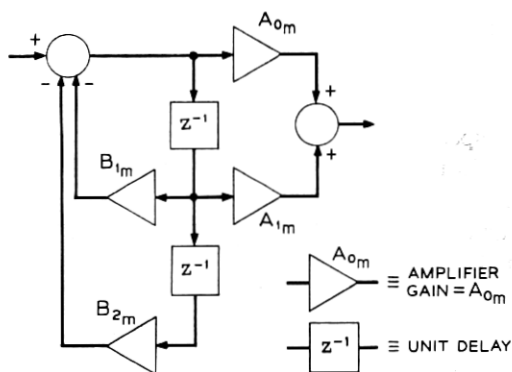 +
A0m
-
-
+
z⁻¹
B1m
+
A1m
z⁻¹
A0m
≡ AMPLIFIER
GAIN = A0m
B2m
z⁻¹
≡ UNIT DELAY